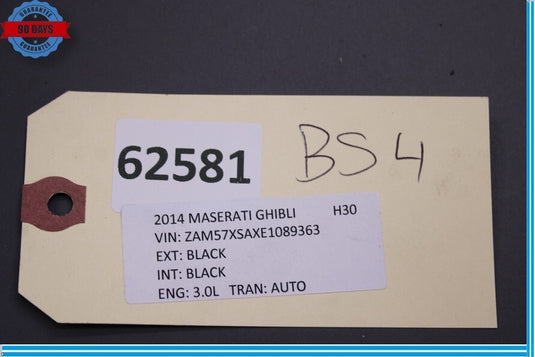 GUARANTEE
90 DAYS
GUARANTEE
62581
BS4
2014 MASERATI GHIBLI H30
VIN: ZAM57XSAXE1089363
EXT: BLACK
INT: BLACK
ENG: 3.0L TRAN: AUTO